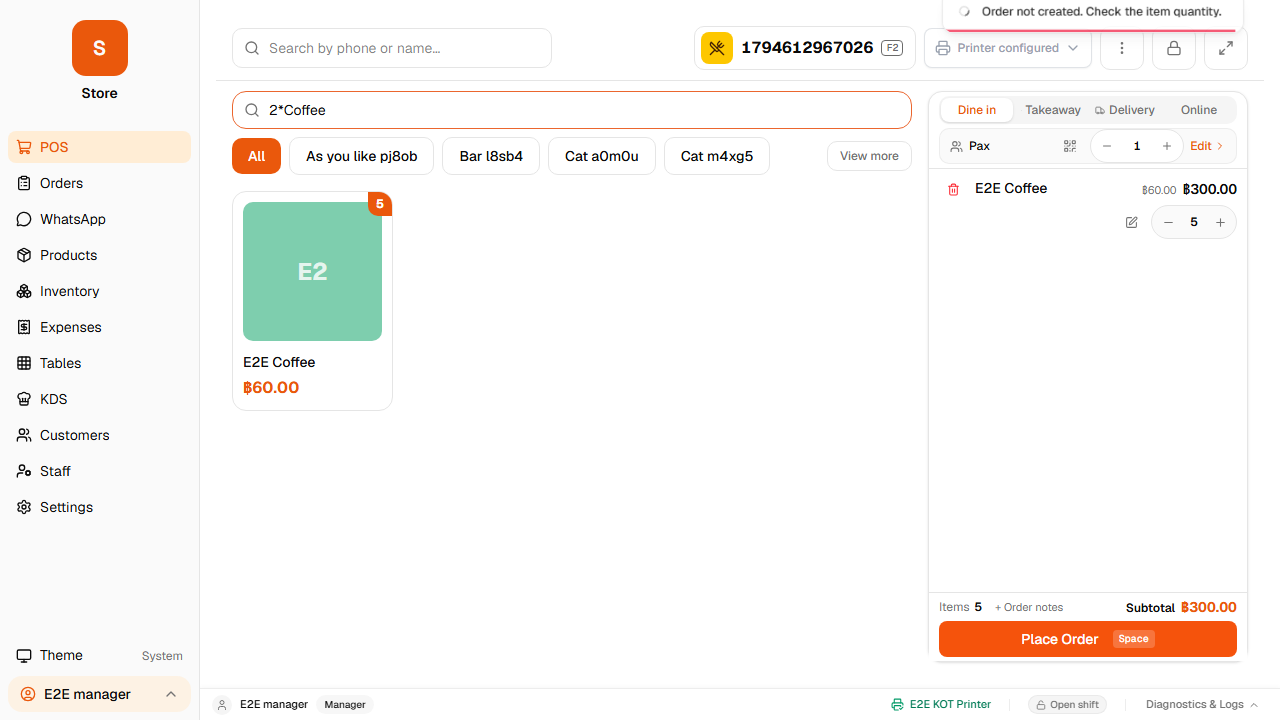 Order not created. Check the item quantity.
S
Store
Search by phone or name...
1794612967026
F2
Printer configured
POS
Orders
WhatsApp
Products
Inventory
Expenses
Tables
KDS
Customers
Staff
Settings
2*Coffee
All
As you like pj8ob
Bar l8sb4
Cat a0m0u
Cat m4xg5
View more
5
E2
E2E Coffee
฿60.00
Dine in
Takeaway
Delivery
Online
Pax
1
Edit
E2E Coffee
฿60.00
฿300.00
5
Items 5
+ Order notes
Subtotal ฿300.00
Place Order
Space
Theme
System
E2E manager
E2E manager
Manager
E2E KOT Printer
Open shift
Diagnostics & Logs